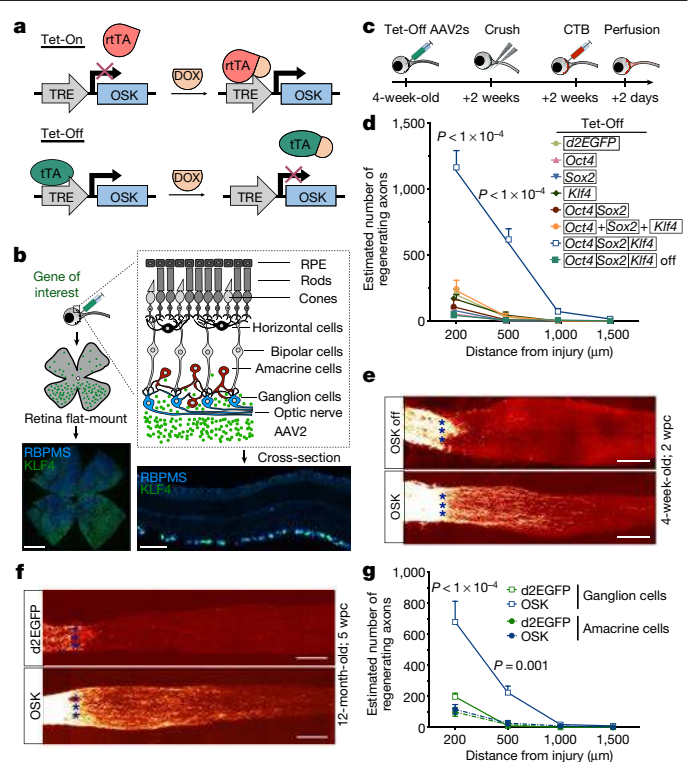 a
Tet-On
rtTA
TRE
OSK
DOX
rtTA
TRE
OSK
Tet-Off
tTA
TRE
OSK
DOX
tTA
TRE
OSK
b
Gene of
interest
Retina flat-mount
RBPMS
KLF4
RPE
Rods
Cones
Horizontal cells
Bipolar cells
Amacrine cells
Ganglion cells
Optic nerve
AAV2
Cross-section
RBPMS
KLF4
c
Tet-Off AAV2s
Crush
CTB
Perfusion
4-week-old
+2 weeks
+2 weeks
+2 days
d
Estimated number of
regenerating axons
1,500
1,000
500
0
P < 1 × 10⁻⁴
P < 1 × 10⁻⁴
Tet-Off
d2EGFP
Oct4
Sox2
Klf4
Oct4 Sox2
Oct4 + Sox2 + Klf4
Oct4 Sox2 Klf4
Oct4 Sox2 Klf4 off
200 500 1,000 1,500
Distance from injury (μm)
e
OSK off
***
OSK
***
4-week-old; 2 wpc
f
d2EGFP
***
OSK
***
12-month-old; 5 wpc
g
Estimated number of
regenerating axons
1,000
800
600
400
200
0
P < 1 × 10⁻⁴
P = 0.001
d2EGFP
OSK
Ganglion cells
d2EGFP
OSK
Amacrine cells
200 500 1,000 1,500
Distance from injury (μm)